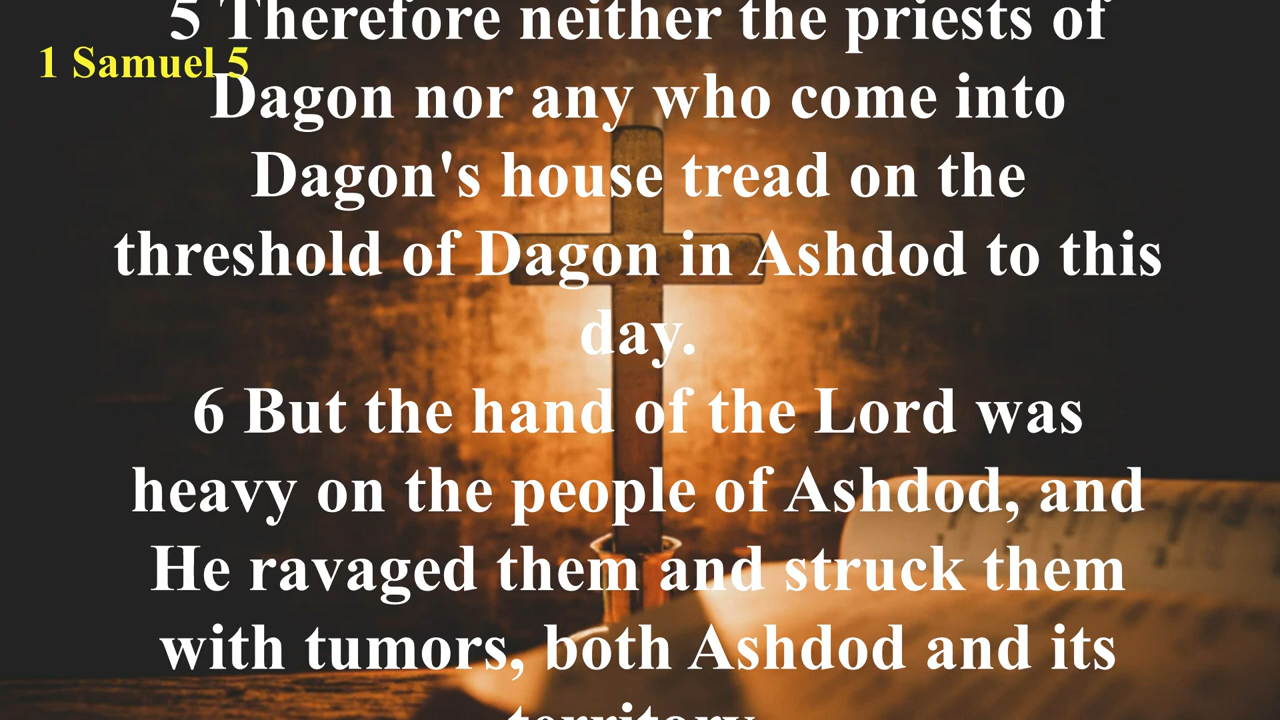 5 Therefore neither the priests of
1 Samuel 5
Dagon nor any who come into
Dagon's house tread on the
threshold of Dagon in Ashdod to this
day.
6 But the hand of the Lord was
heavy on the people of Ashdod, and
He ravaged them and struck them
with tumors, both Ashdod and its
territory.